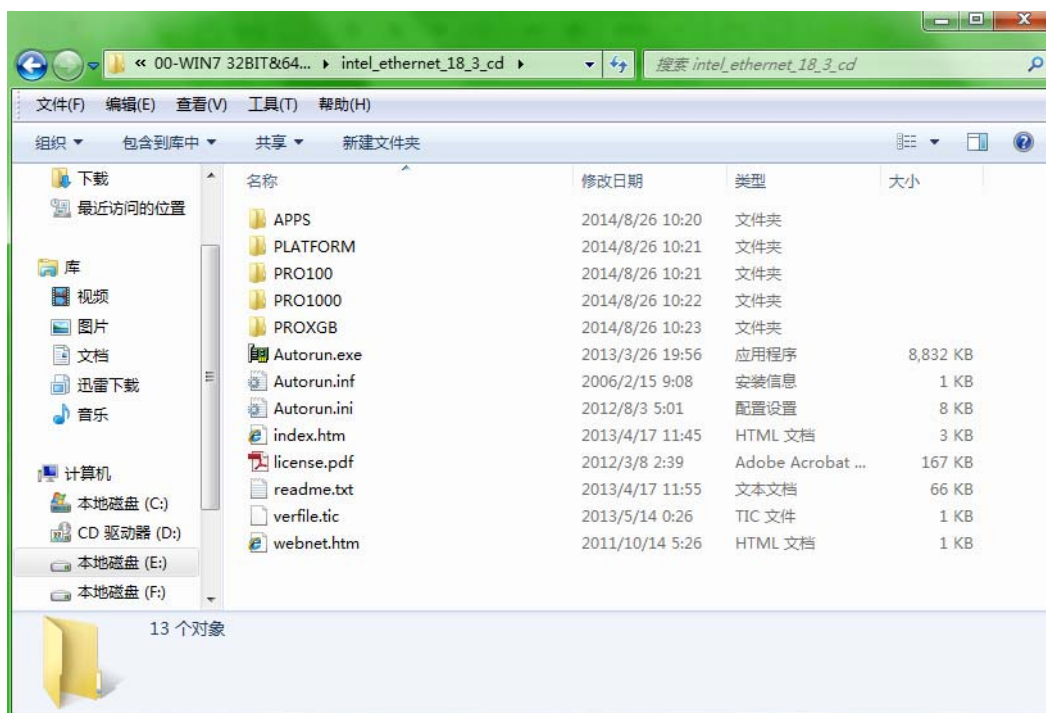 « 00-WIN7 32BIT&64... ▸ intel_ethernet_18_3_cd ▸ 搜索 intel_ethernet_18_3_cd
文件(F) 编辑(E) 查看(V) 工具(T) 帮助(H)
组织 包含到库中 共享 新建文件夹
下载
最近访问的位置
库
视频
图片
文档
迅雷下载
音乐
计算机
本地磁盘 (C:)
CD 驱动器 (D:)
本地磁盘 (E:)
本地磁盘 (F:)
名称 修改日期 类型 大小
APPS 2014/8/26 10:20 文件夹
PLATFORM 2014/8/26 10:21 文件夹
PRO100 2014/8/26 10:21 文件夹
PRO1000 2014/8/26 10:22 文件夹
PROXGB 2014/8/26 10:23 文件夹
Autorun.exe 2013/3/26 19:56 应用程序 8,832 KB
Autorun.inf 2006/2/15 9:08 安装信息 1 KB
Autorun.ini 2012/8/3 5:01 配置设置 8 KB
index.htm 2013/4/17 11:45 HTML 文档 3 KB
license.pdf 2012/3/8 2:39 Adobe Acrobat ... 167 KB
readme.txt 2013/4/17 11:55 文本文档 66 KB
verfile.tic 2013/5/14 0:26 TIC 文件 1 KB
webnet.htm 2011/10/14 5:26 HTML 文档 1 KB
13 个对象